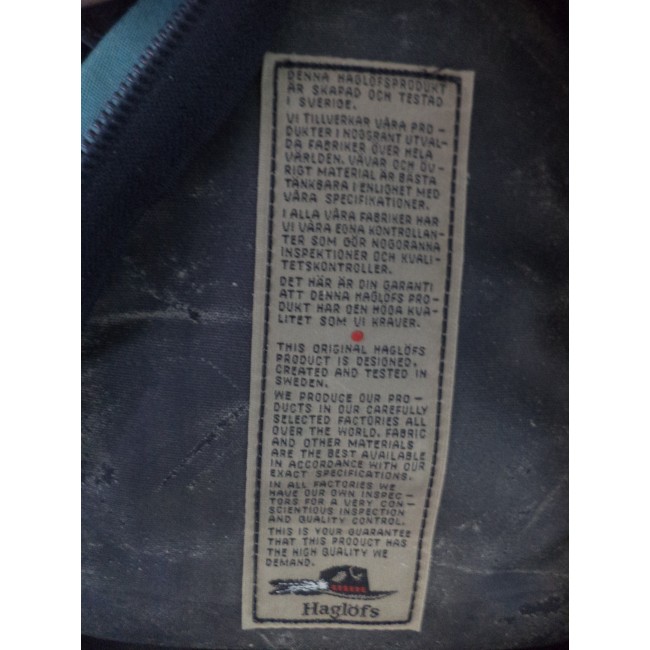 DENNA HAGLÖFSPRODUKT
ÄR SKAPAD OCH TESTAD
I SVERIGE.
VI TILLVERKAR VÅRA PRO-
DUKTER I NOGGRANT UTVAL-
DA FABRIKER ÖVER HELA
VÄRLDEN. VÄVAR OCH ÖV-
RIGT MATERIAL ÄR BÄSTA
TÄNKBARA I ENLIGHET MED
VÅRA SPECIFIKATIONER.
I ALLA VÅRA FABRIKER HAR
VI VÅRA EGNA KONTROLLAN-
TER SOM GÖR NOGGRANNA
INSPEKTIONER OCH KVALI-
TETSKONTROLLER.
DET HÄR ÄR DIN GARANTI
ATT DENNA HAGLÖFS PRO-
DUKT HAR DEN HÖGA KVA-
LITET SOM VI KRÄVER.
THIS ORIGINAL HAGLÖFS
PRODUCT IS DESIGNED,
CREATED AND TESTED IN
SWEDEN.
WE PRODUCE OUR PRO-
DUCTS IN OUR CAREFULLY
SELECTED FACTORIES ALL
OVER THE WORLD. FABRIC
AND OTHER MATERIALS
ARE THE BEST AVAILABLE
IN ACCORDANCE WITH OUR
EXACT SPECIFICATIONS.
IN ALL FACTORIES WE
HAVE OUR OWN INSPEC-
TORS FOR A VERY CON-
SCIENTIOUS INSPECTION
AND QUALITY CONTROL.
THIS IS YOUR GUARANTEE
THAT THIS PRODUCT HAS
THE HIGH QUALITY WE
DEMAND.
Haglöfs